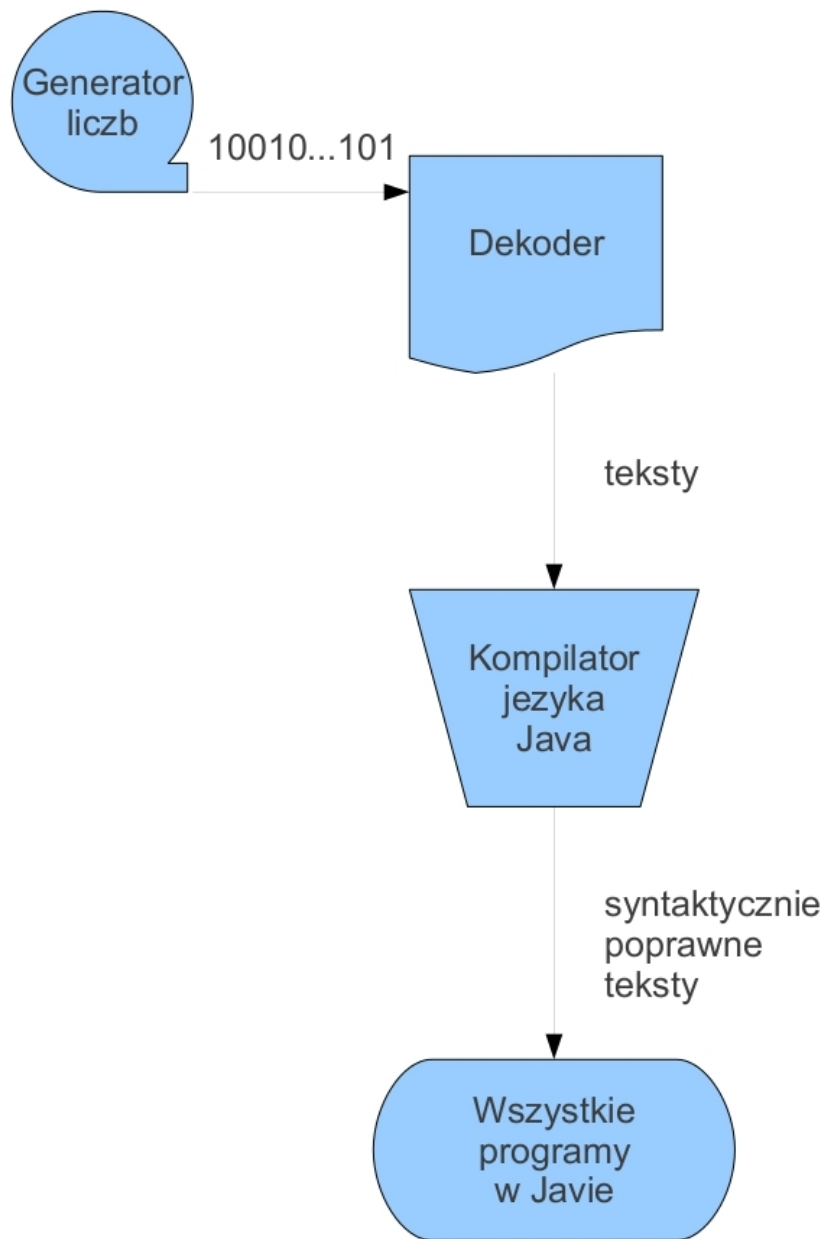 Generator
liczb
10010...101
Dekoder
teksty
Kompilator
jezyka
Java
syntaktycznie
poprawne
teksty
Wszystkie
programy
w Javie